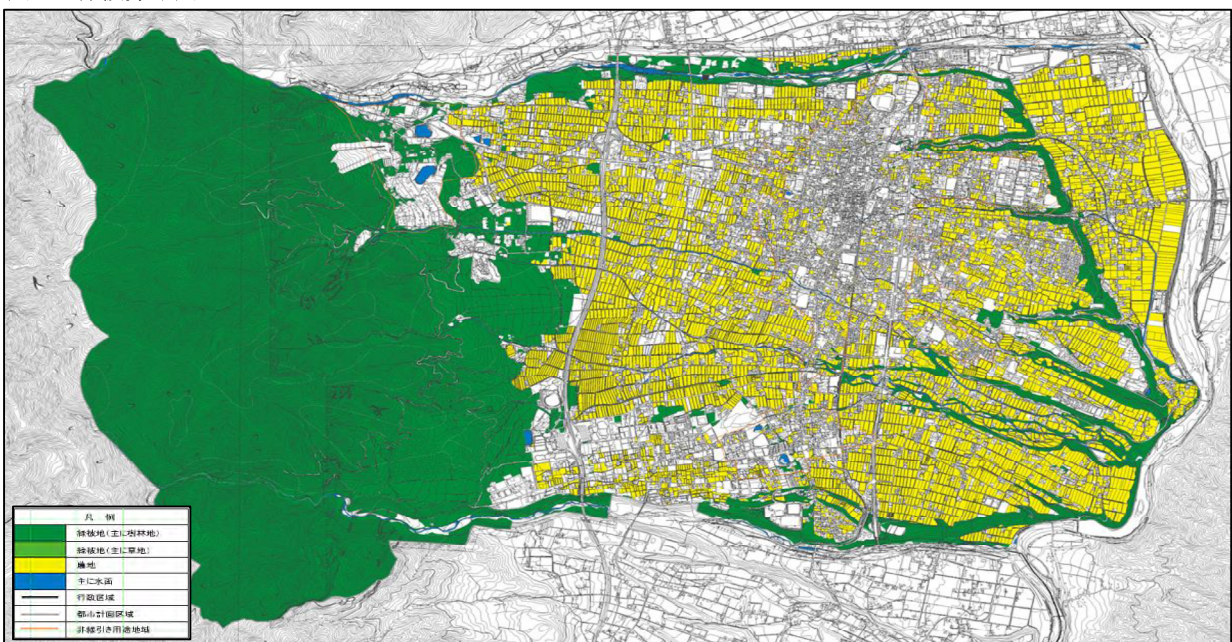 凡 例
緑被地(主に樹林地)
緑被地(主に草地)
農地
主に水面
行政区域
都市計画区域
非線引き用途地域